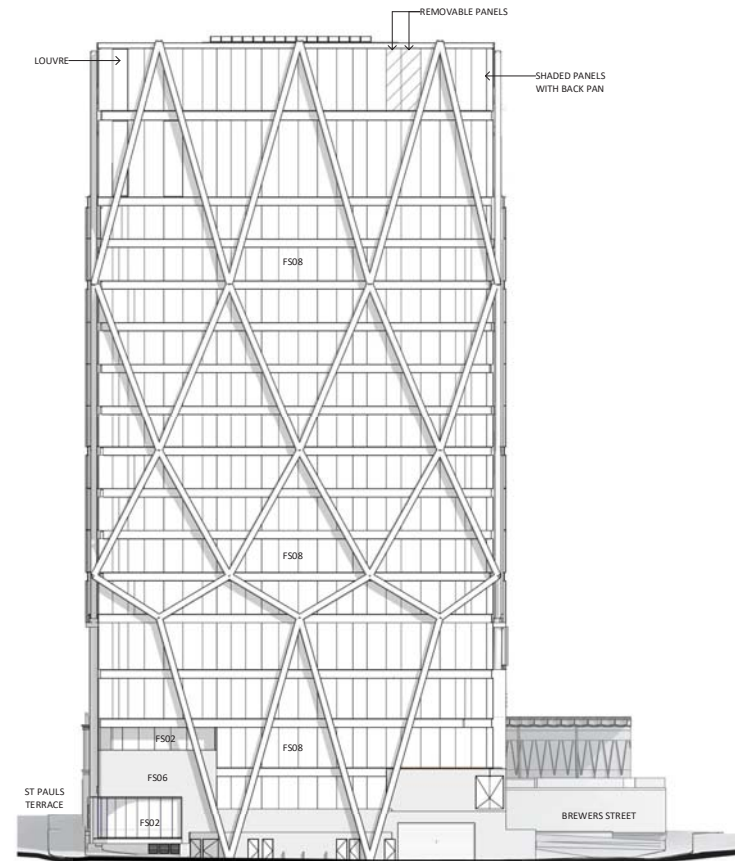 REMOVABLE PANELS
LOUVRE
SHADED PANELS
WITH BACK PAN
FS08
FS08
FS02
FS08
FS06
ST PAULS
TERRACE
FS02
BREWERS STREET